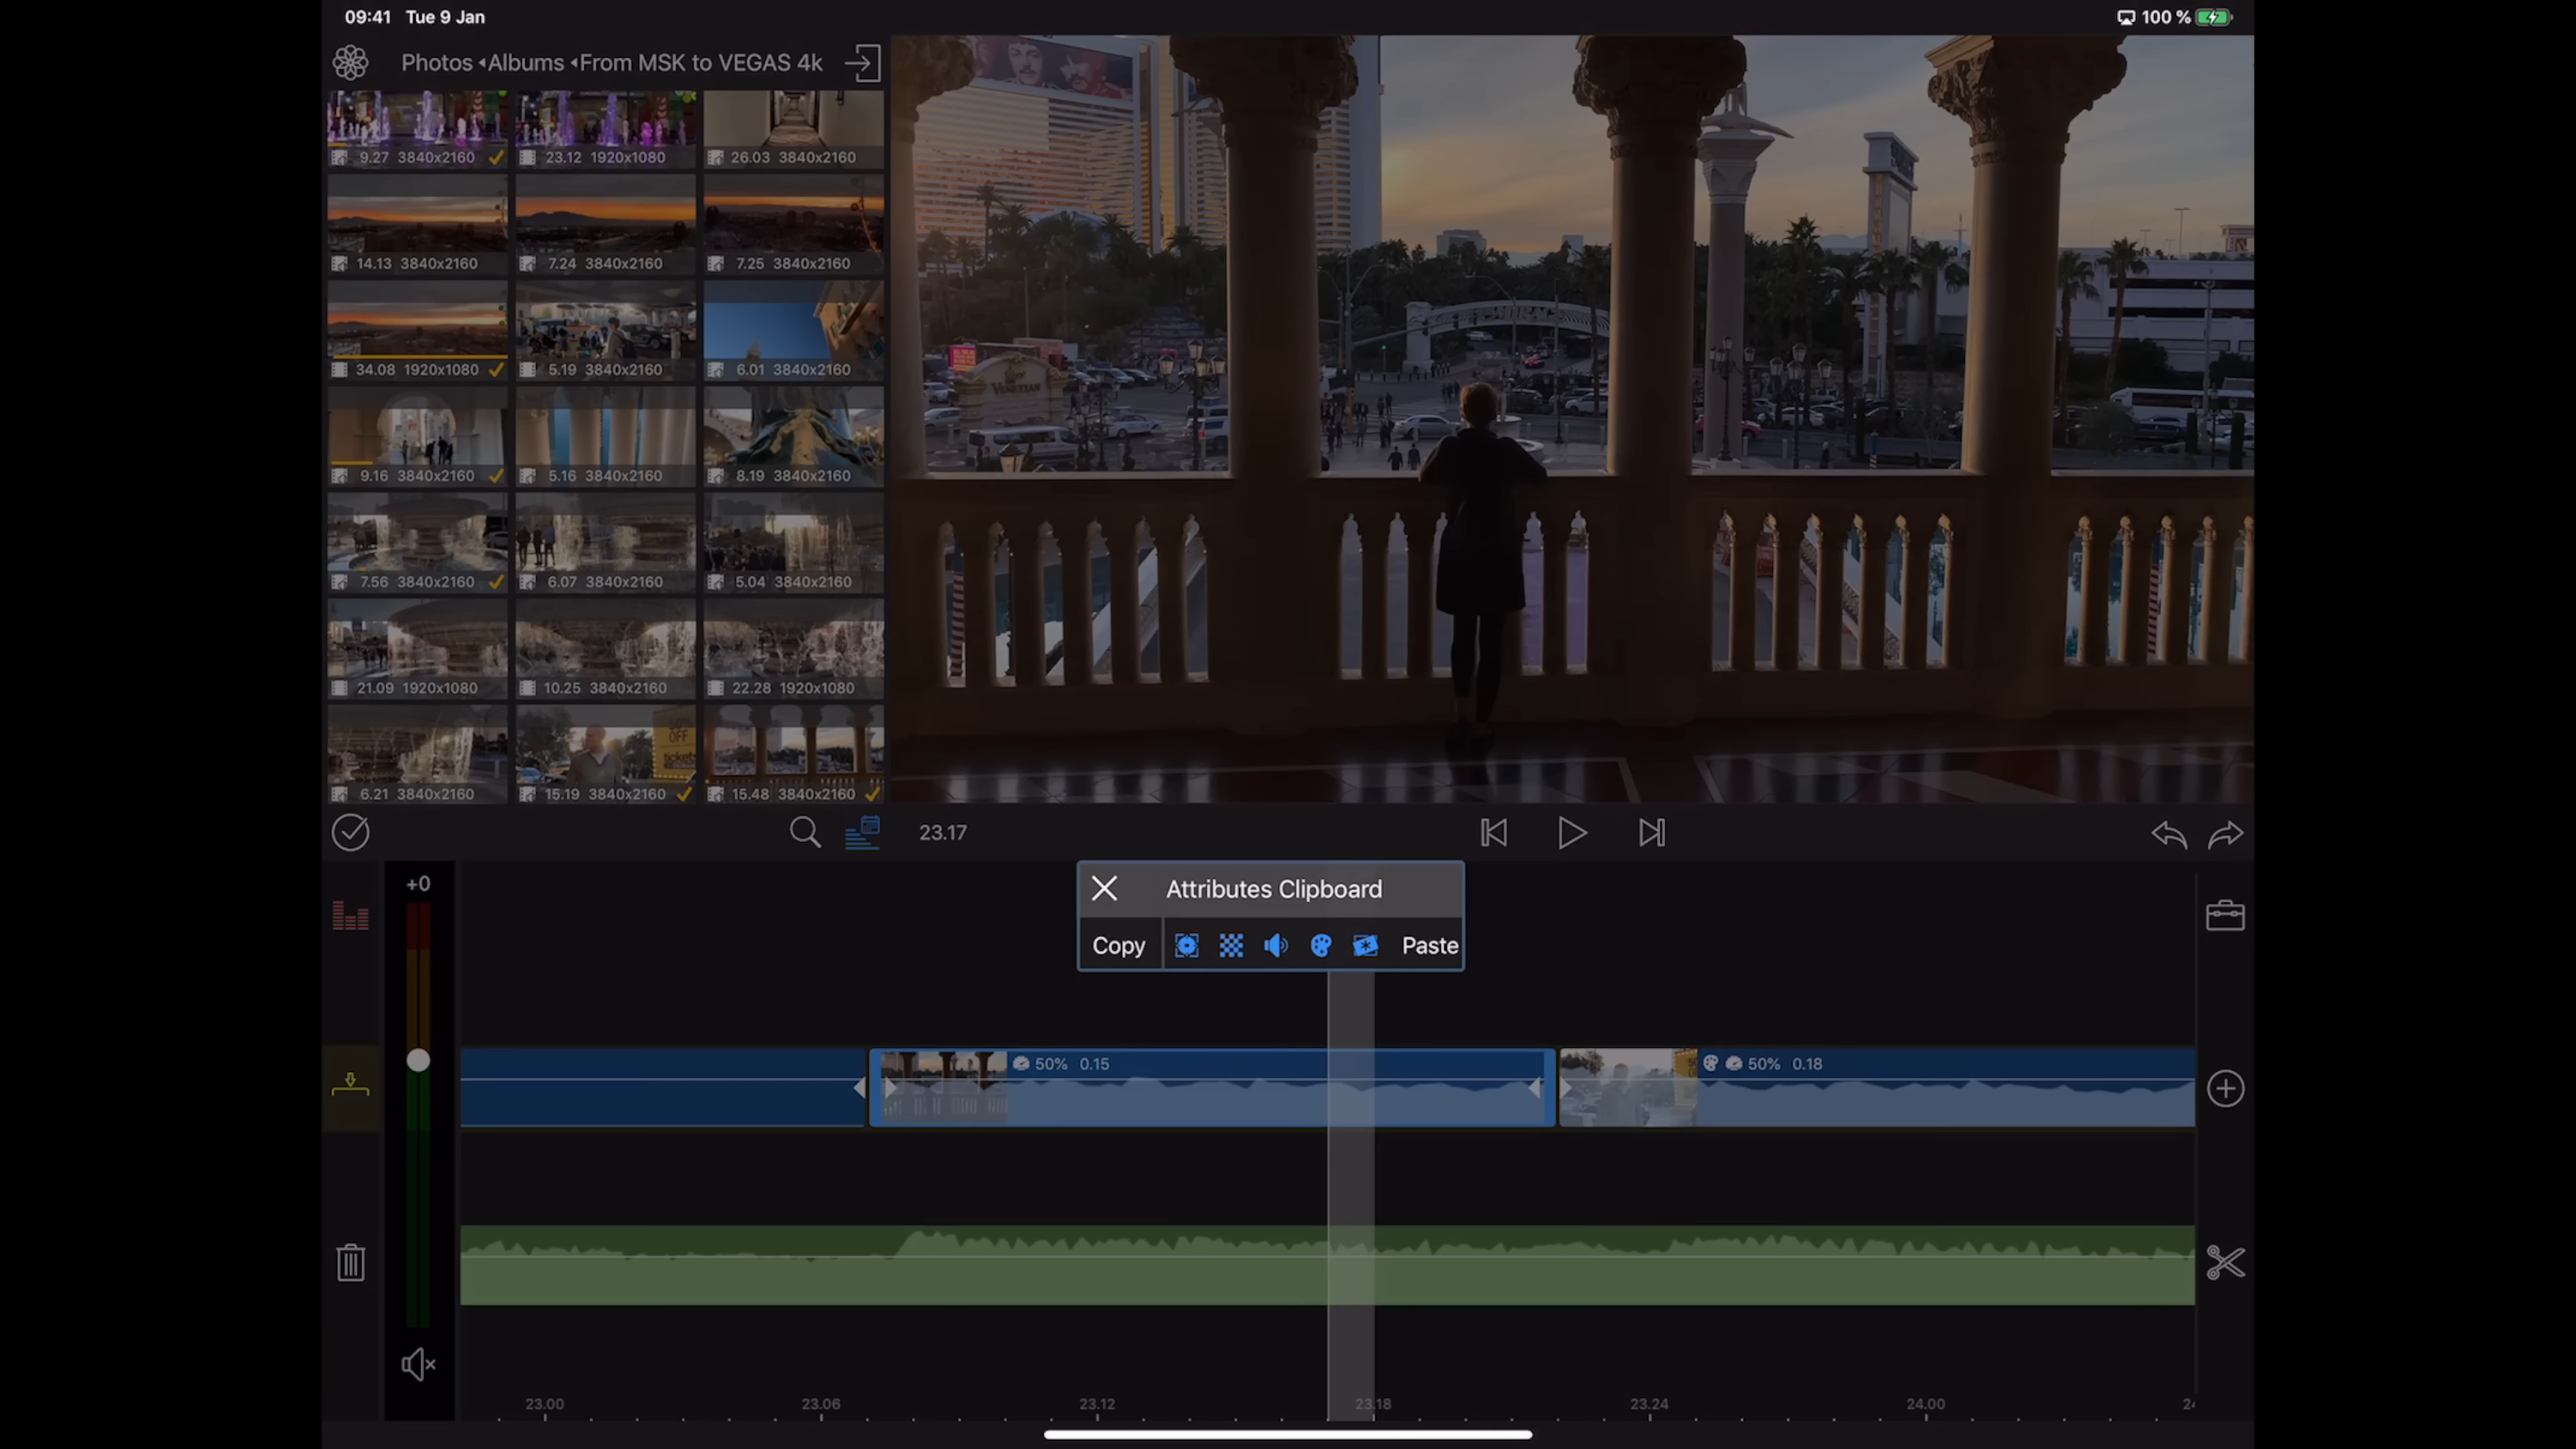 09:41 Tue 9 Jan
100 %
Photos Albums From MSK to VEGAS 4k
9.27 3840x2160
23.12 1920x1080
26.03 3840x2160
14.13 3840x2160
7.24 3840x2160
7.25 3840x2160
34.08 1920x1080
5.19 3840x2160
6.01 3840x2160
9.16 3840x2160
5.16 3840x2160
8.19 3840x2160
7.56 3840x2160
6.07 3840x2160
5.04 3840x2160
21.09 1920x1080
10.25 3840x2160
22.28 1920x1080
OFF
tickets
6.21 3840x2160
15.19 3840x2160
15.48 3840x2160
VENETIAN
MIRAGE
23.17
+0
Attributes Clipboard
Copy
Paste
50% 0.15
50% 0.18
23.00
23.06
23.12
23.18
23.24
24.00